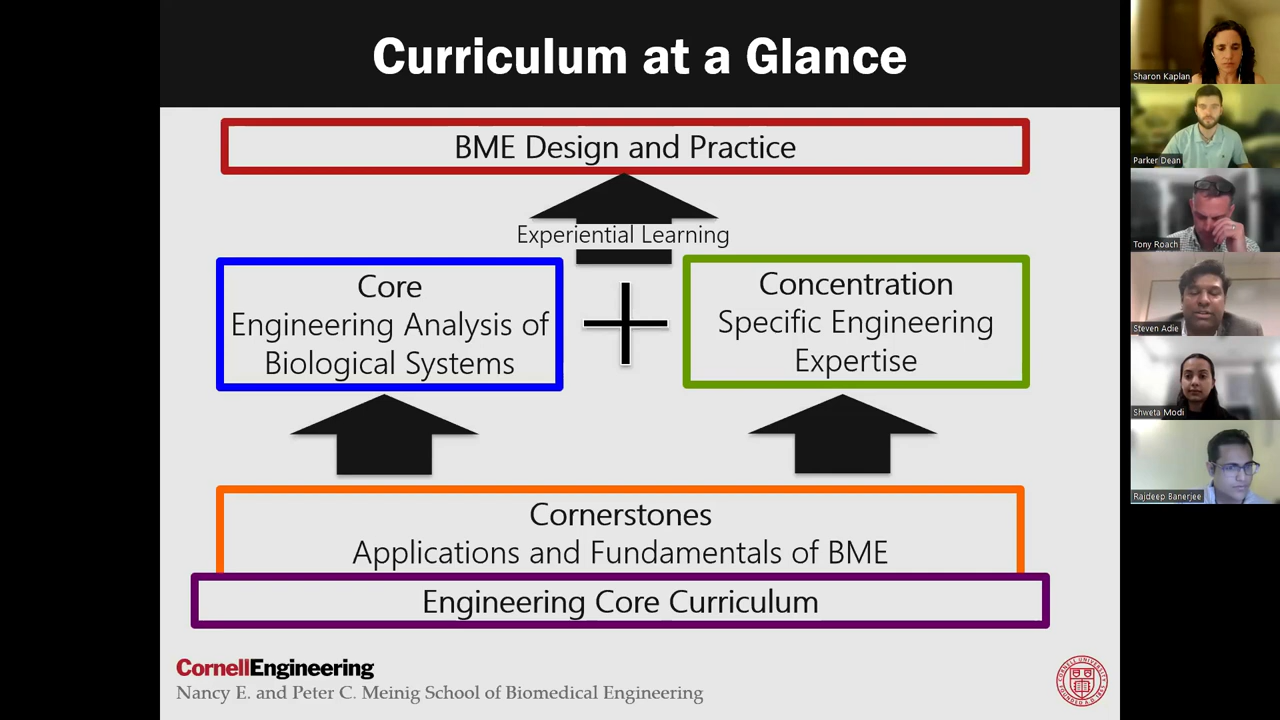 Curriculum at a Glance
BME Design and Practice
Experiential Learning
Core
Engineering Analysis of
Biological Systems
Concentration
Specific Engineering
Expertise
Cornerstones
Applications and Fundamentals of BME
Engineering Core Curriculum
CornellEngineering
Nancy E. and Peter C. Meinig School of Biomedical Engineering
Sharon Kaplan
Parker Dean
Tony Roach
Steven Adie
Shweta Modi
Rajdeep Banerjee